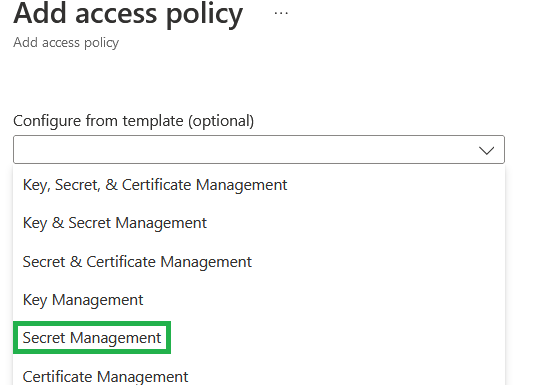 Add access policy ...
Add access policy
Configure from template (optional)
Key, Secret, & Certificate Management
Key & Secret Management
Secret & Certificate Management
Key Management
Secret Management
Certificate Management